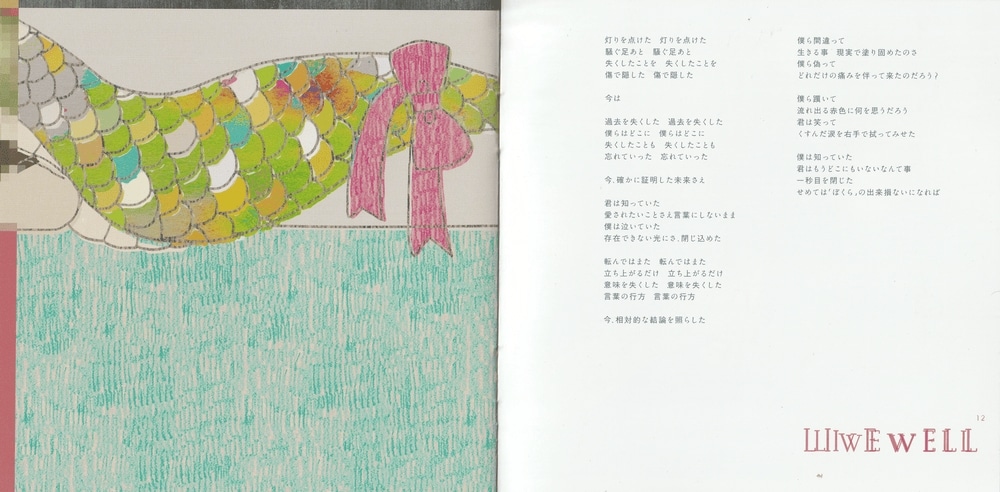 灯りを点けた　灯りを点けた
騒ぐ足あと　騒ぐ足あと
失くしたことを　失くしたことを
傷で隠した　傷で隠した
今は
過去を失くした　過去を失くした
僕らはどこに　僕らはどこに
失くしたことも　失くしたことも
忘れていった　忘れていった
今、確かに証明した未来さえ
君は知っていた
愛されたいことさえ言葉にしないまま
僕は泣いていた
存在できない光にさ、閉じ込めた
転んではまた　転んではまた
立ち上がるだけ　立ち上がるだけ
意味を失くした　意味を失くした
言葉の行方　言葉の行方
今、相対的な結論を照らした
僕ら間違って
生きる事　現実で塗り固めたのさ
僕ら偽って
どれだけの痛みを伴って来たのだろう?
僕ら躓いて
流れ出る赤色に何を思うだろう
君は笑って
くすんだ涙を右手で拭ってみせた
僕は知っていた
君はもうどこにもいないなんて事
一秒目を閉じた
せめては「ぼくら」の出来損ないになれば
12
WELL